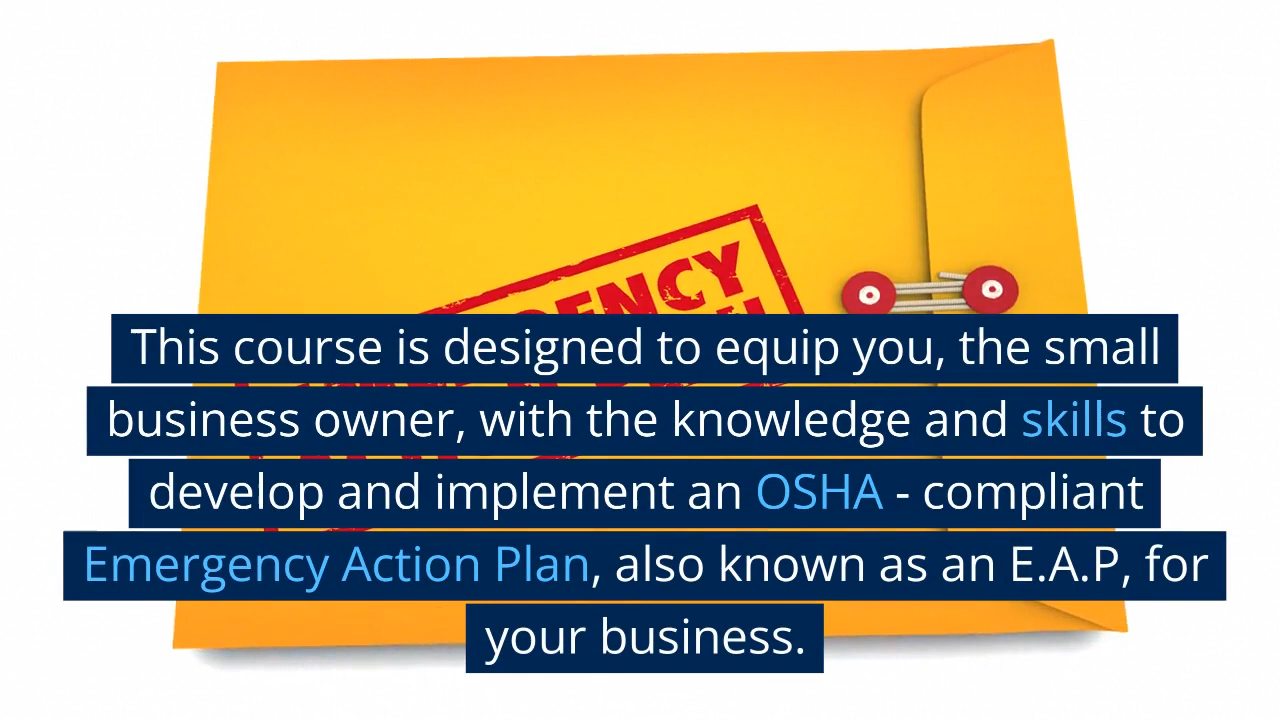 This course is designed to equip you, the small
business owner, with the knowledge and skills to
develop and implement an OSHA - compliant
Emergency Action Plan, also known as an E.A.P, for
your business.